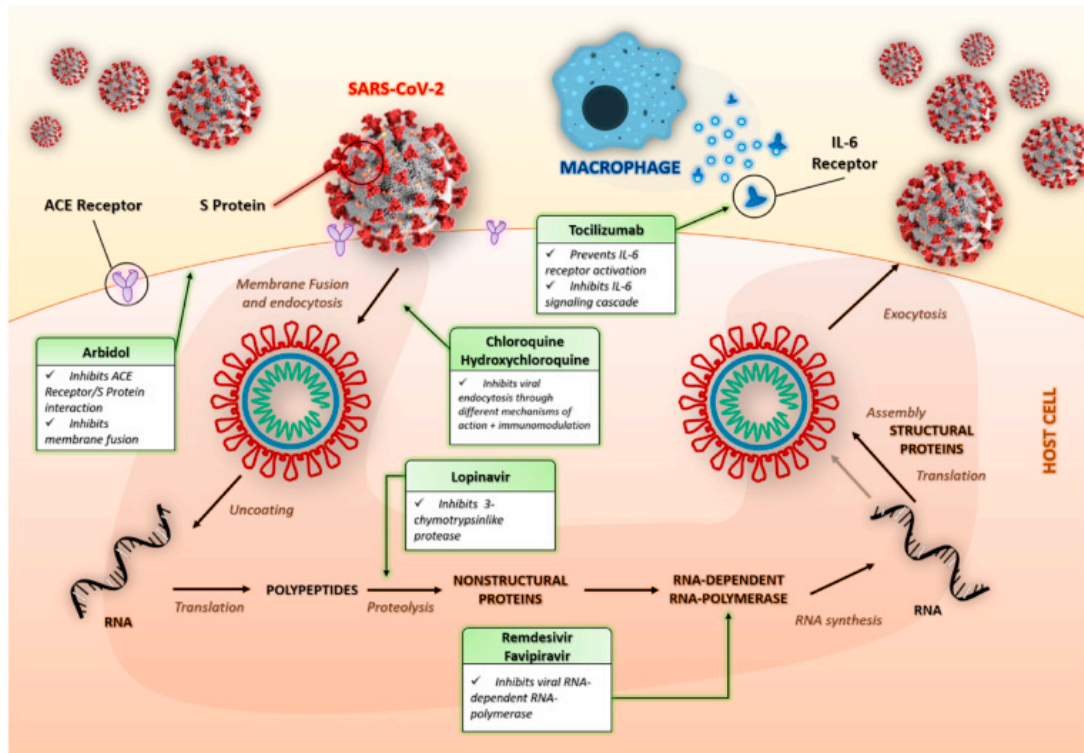 SARS-CoV-2
MACROPHAGE
IL-6
Receptor
ACE Receptor
S Protein
Tocilizumab
✓ Prevents IL-6
receptor activation
✓ Inhibits IL-6
signaling cascade
Membrane Fusion
and endocytosis
Exocytosis
Arbidol
✓ Inhibits ACE
Receptor/S Protein
interaction
✓ Inhibits
membrane fusion
Chloroquine
Hydroxychloroquine
✓ Inhibits viral
endocytosis through
different mechanisms of
action + immunomodulation
Assembly
STRUCTURAL
PROTEINS
Translation
HOST CELL
Uncoating
Lopinavir
✓ Inhibits 3-
chymotrypsinlike
protease
RNA
Translation
POLYPEPTIDES
Proteolysis
NONSTRUCTURAL
PROTEINS
RNA-DEPENDENT
RNA-POLYMERASE
RNA synthesis
RNA
Remdesivir
Favipiravir
✓ Inhibits viral RNA-
dependent RNA-
polymerase